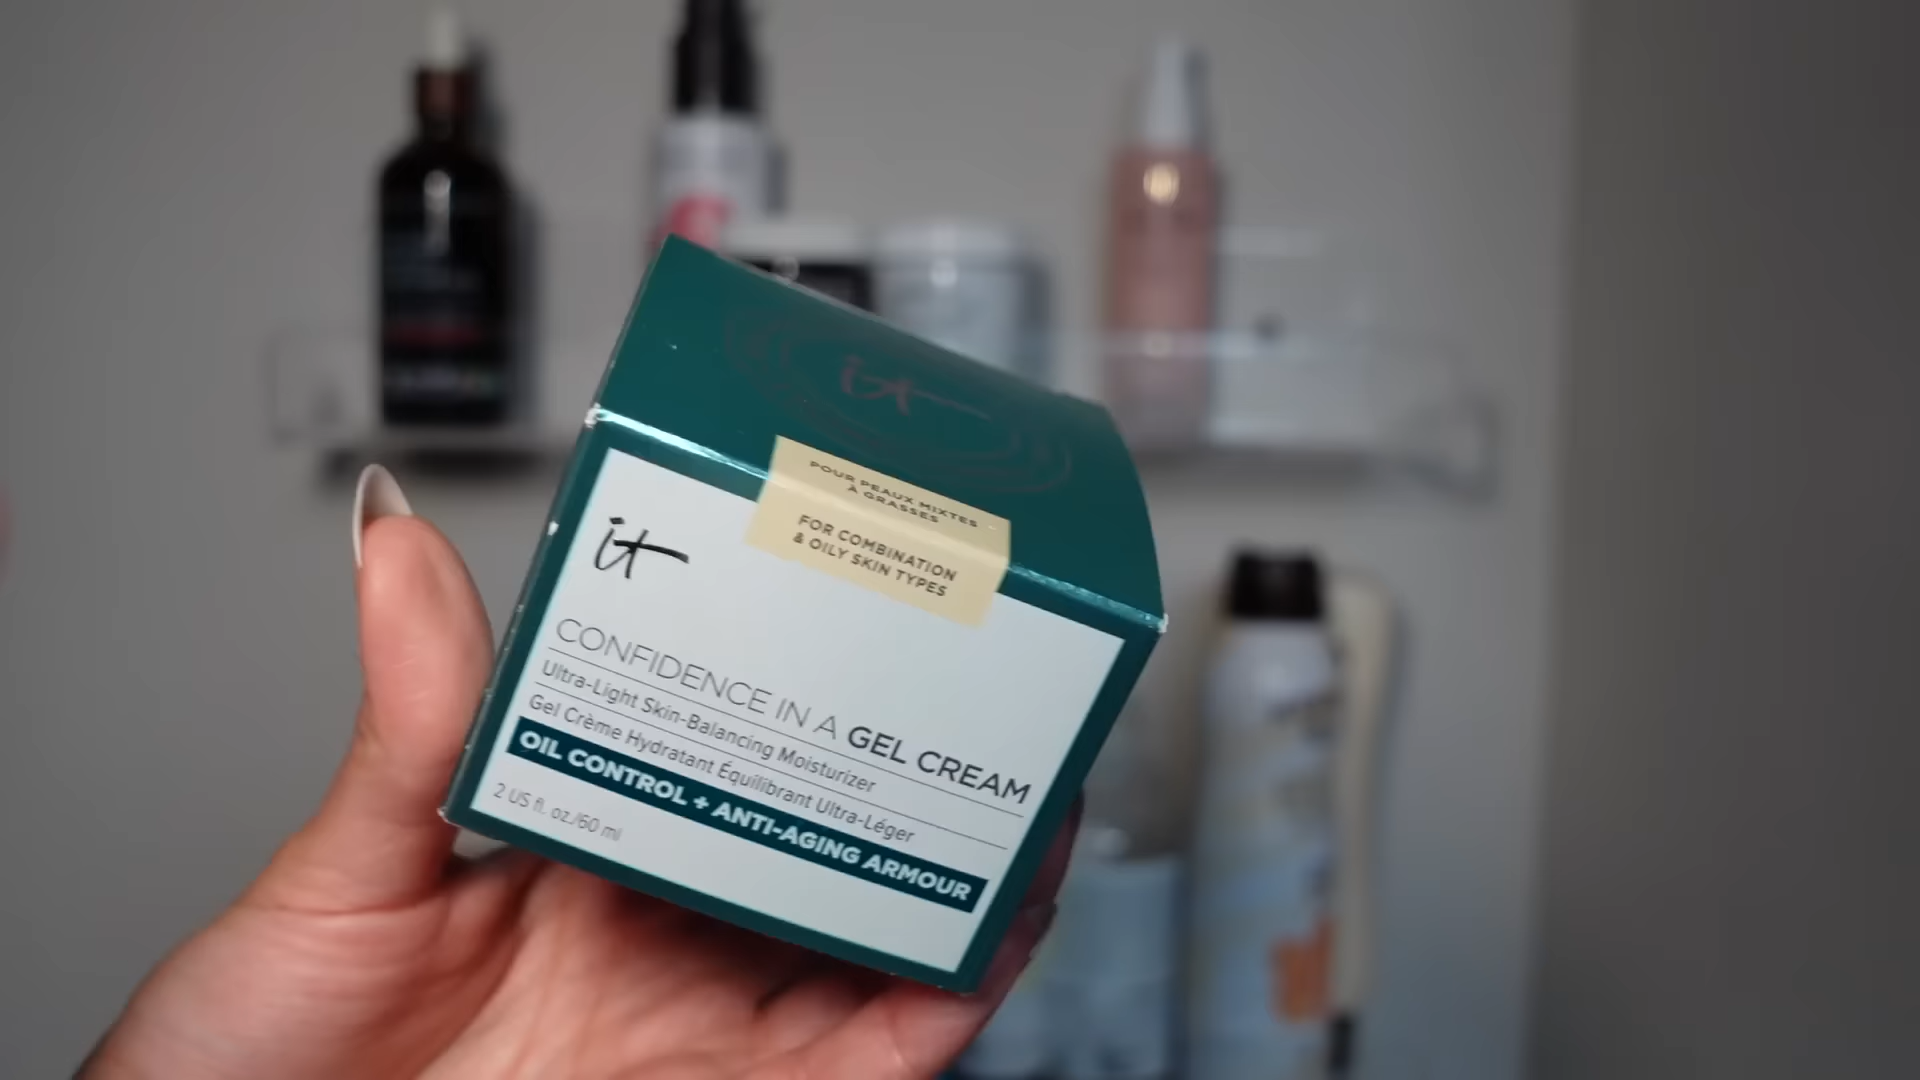 it
POUR PEAUX MIXTES
À GRASSES
FOR COMBINATION
& OILY SKIN TYPES
it
CONFIDENCE IN A GEL CREAM
Ultra-Light Skin-Balancing Moisturizer
Gel Crème Hydratant Équilibrant Ultra-Léger
OIL CONTROL + ANTI-AGING ARMOUR
2 US fl. oz./60 ml